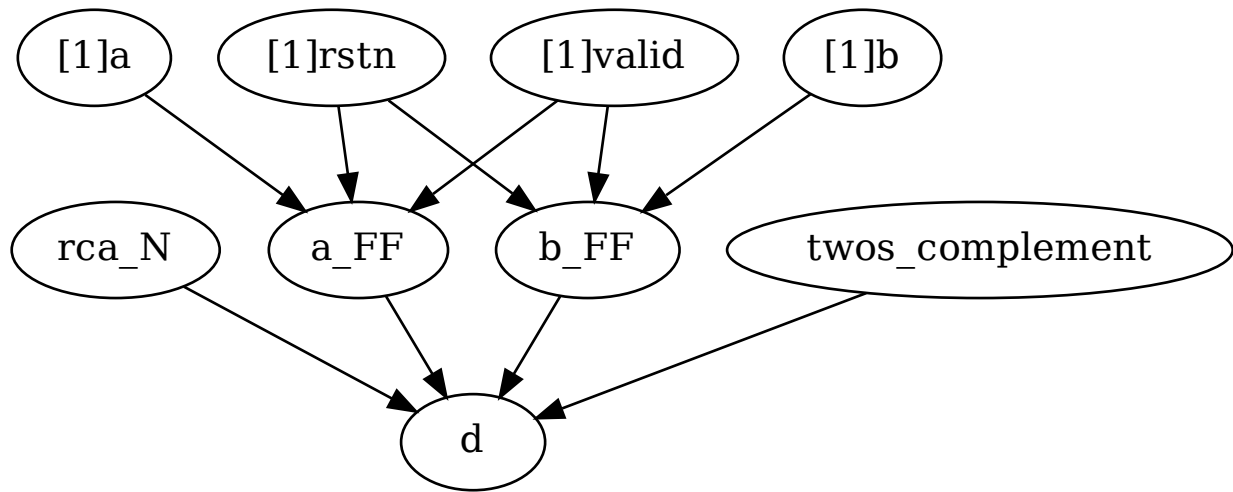 [1]a
[1]rstn
[1]valid
[1]b
rca_N
a_FF
b_FF
twos_complement
d